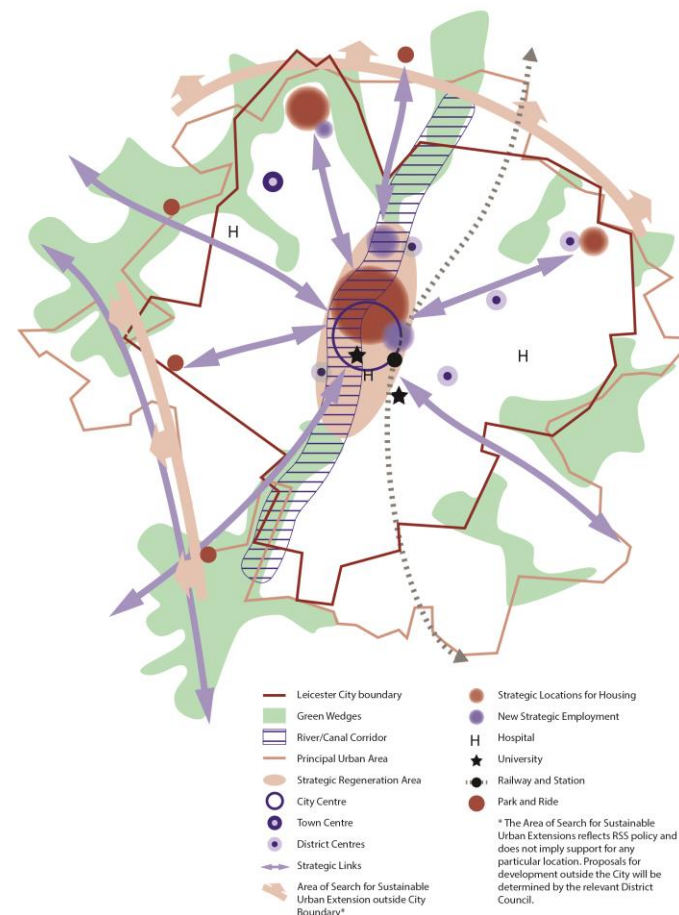 H
H
H
Leicester City boundary
Green Wedges
River/Canal Corridor
Principal Urban Area
Strategic Regeneration Area
City Centre
Town Centre
District Centres
Strategic Links
Area of Search for Sustainable
Urban Extension outside City
Boundary*
Strategic Locations for Housing
New Strategic Employment
H Hospital
University
Railway and Station
Park and Ride
* The Area of Search for Sustainable
Urban Extensions reflects RSS policy and
does not imply support for any
particular location. Proposals for
development outside the City will be
determined by the relevant District
Council.